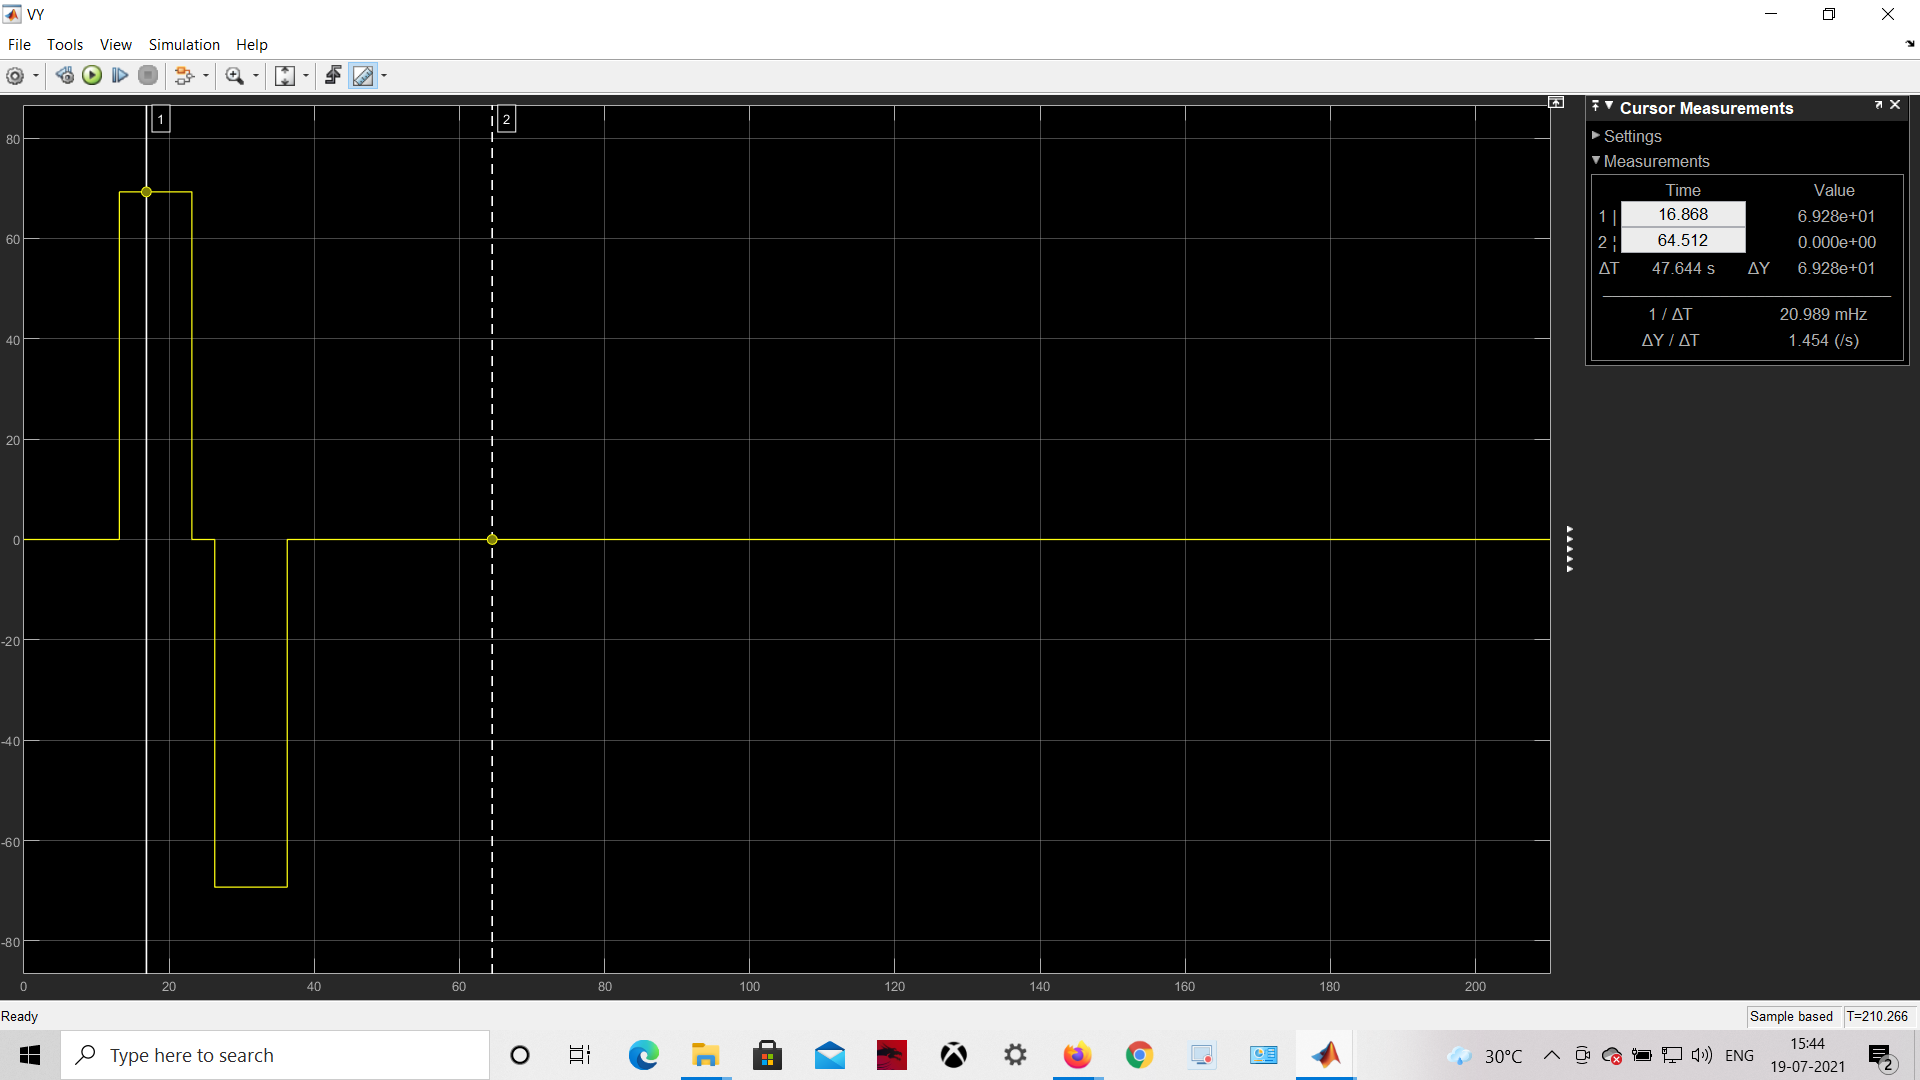 VY
File Tools View Simulation Help
1
2
80
60
40
20
0
-20
-40
-60
-80
0 20 40 60 80 100 120 140 160 180 200
Cursor Measurements
Settings
Measurements
Time Value
1 | 16.868 6.928e+01
2 ¦ 64.512 0.000e+00
ΔT 47.644 s ΔY 6.928e+01
1 / ΔT 20.989 mHz
ΔY / ΔT 1.454 (/s)
Ready
Sample based T=210.266
Type here to search
30°C
ENG
15:44
19-07-2021
2